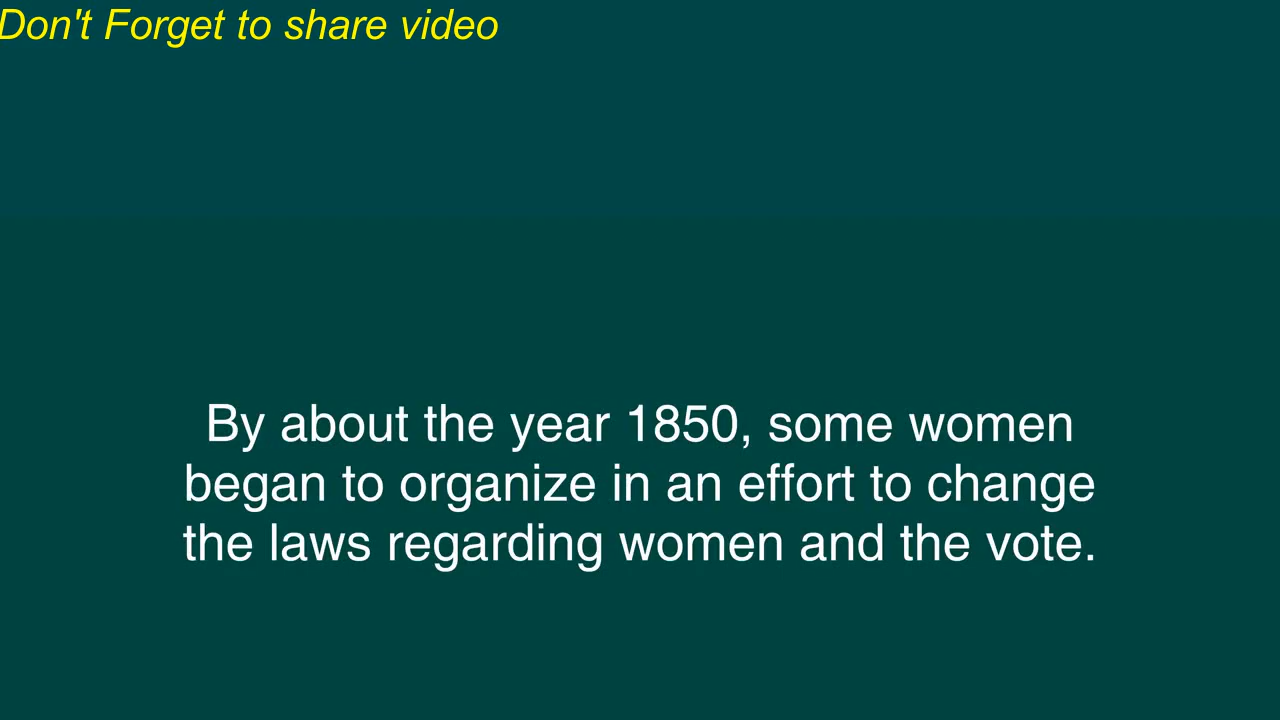 Don't Forget to share video
By about the year 1850, some women
began to organize in an effort to change
the laws regarding women and the vote.